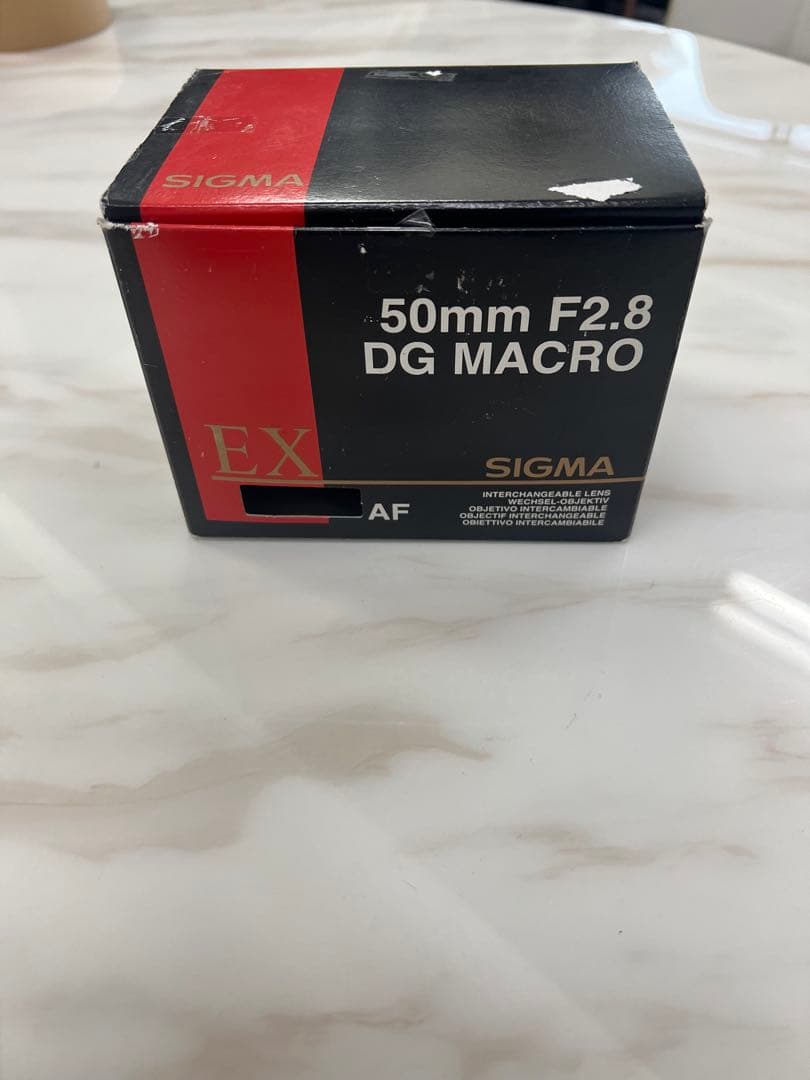 SIGMA
50mm F2.8
DG MACRO
EX
SIGMA
AF
INTERCHANGEABLE LENS
WECHSEL-OBJEKTIV
OBJETIVO INTERCAMBIABLE
OBJECTIF INTERCHANGEABLE
OBIETTIVO INTERCAMBIABILE